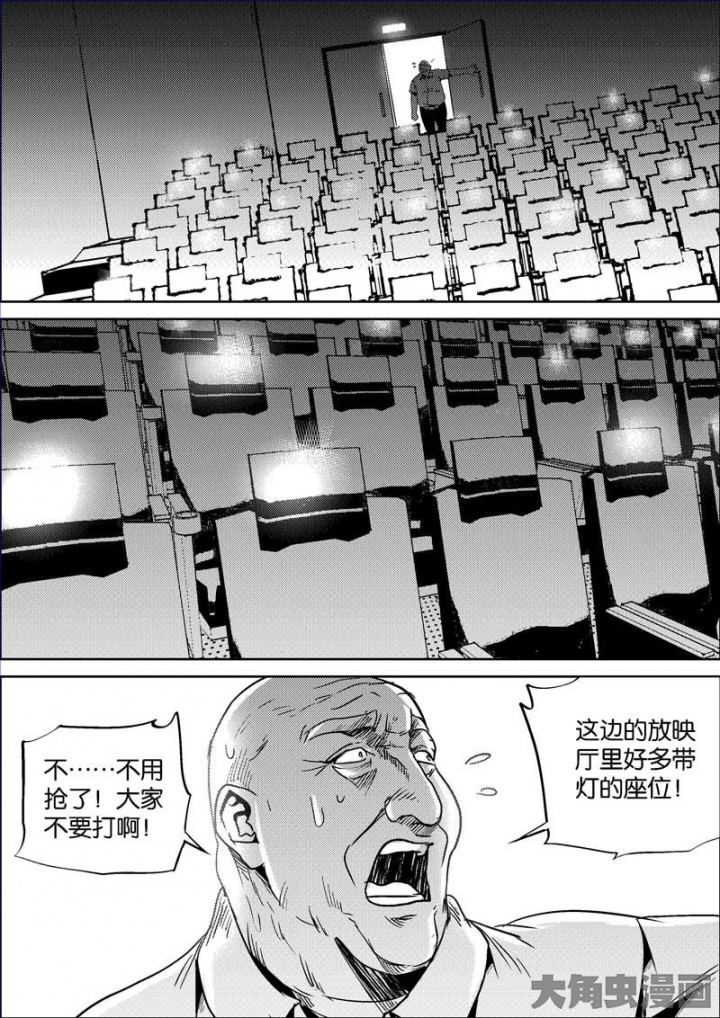 这边的放映
厅里好多带
灯的座位！
不……不用
抢了！大家
不要打啊！
大角虫漫画